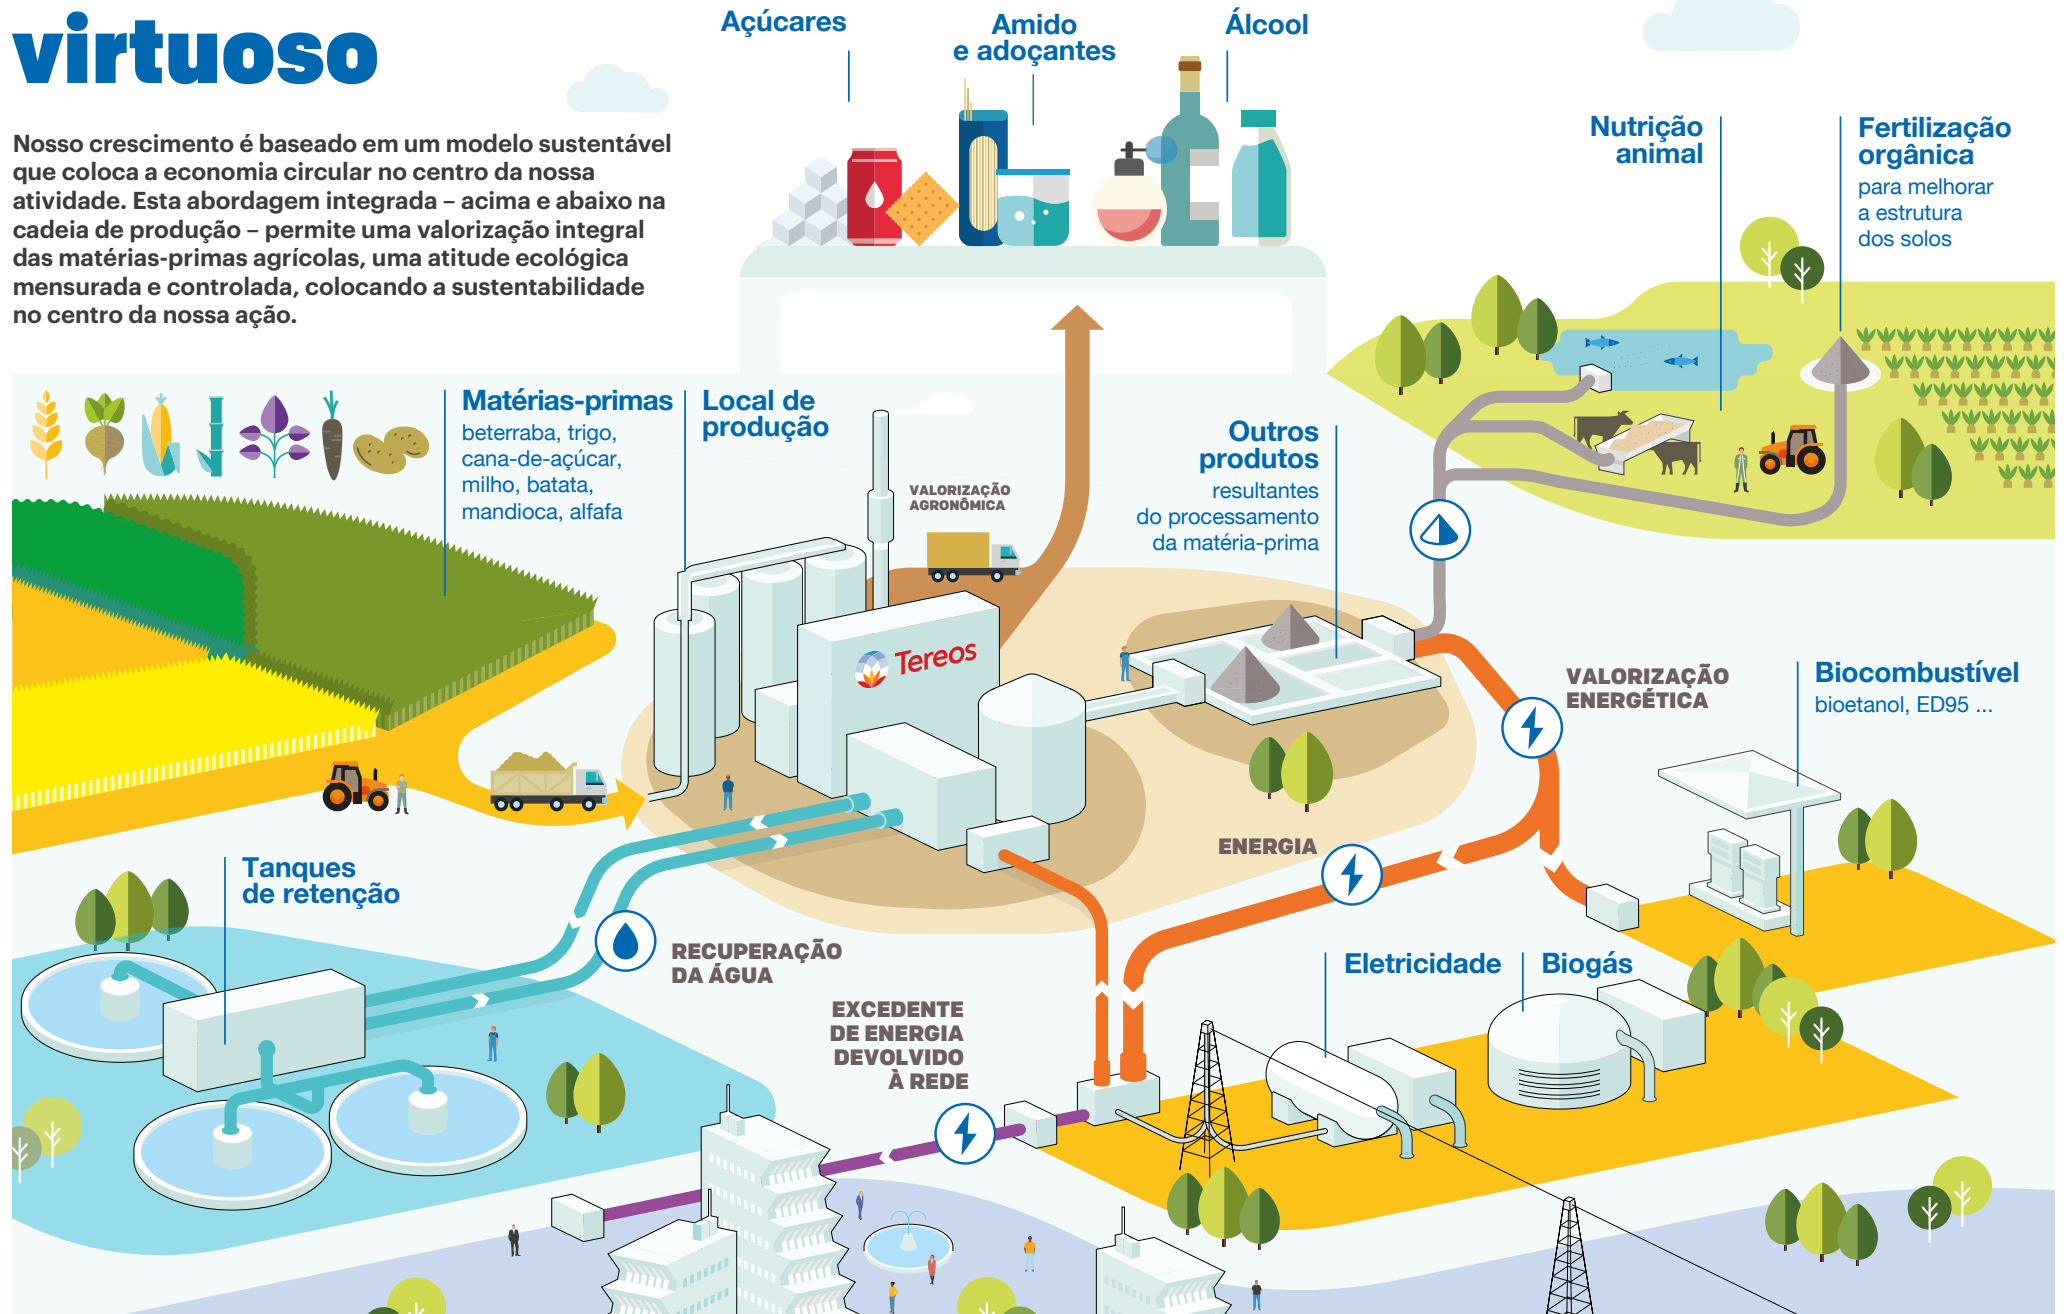 virtuoso
Nosso crescimento é baseado em um modelo sustentável
que coloca a economia circular no centro da nossa
atividade. Esta abordagem integrada – acima e abaixo na
cadeia de produção – permite uma valorização integral
das matérias-primas agrícolas, uma atitude ecológica
mensurada e controlada, colocando a sustentabilidade
no centro da nossa ação.
Açúcares
Amido
e adoçantes
Álcool
Nutrição
animal
Fertilização
orgânica
para melhorar
a estrutura
dos solos
Matérias-primas
beterraba, trigo,
cana-de-açúcar,
milho, batata,
mandioca, alfafa
Local de
produção
VALORIZAÇÃO
AGRONÔMICA
Outros
produtos
resultantes
do processamento
da matéria-prima
Tereos
VALORIZAÇÃO
ENERGÉTICA
Biocombustível
bioetanol, ED95 ...
ENERGIA
Tanques
de retenção
RECUPERAÇÃO
DA ÁGUA
Eletricidade
Biogás
EXCEDENTE
DE ENERGIA
DEVOLVIDO
À REDE